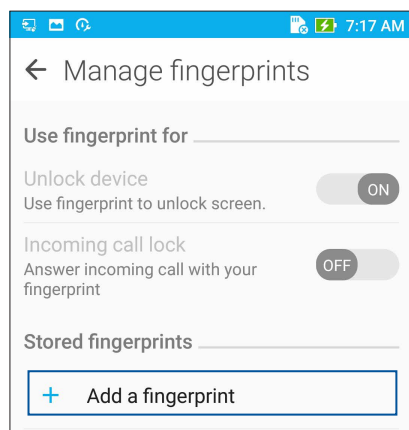 7:17 AM
Manage fingerprints
Use fingerprint for
Unlock device
ON
Use fingerprint to unlock screen.
Incoming call lock
OFF
Answer incoming call with your
fingerprint
Stored fingerprints
+ Add a fingerprint